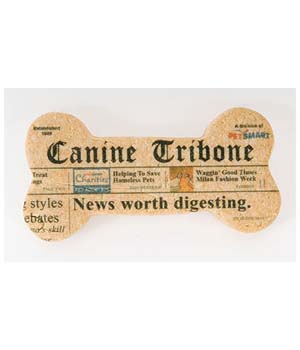 Established
A Division of
PETSMART
Canine Tribone
Treat
Charities
Helping To Save
Homeless Pets
Waggin' Good Times
Milan Fashion Week
styles
ebates
News worth digesting.